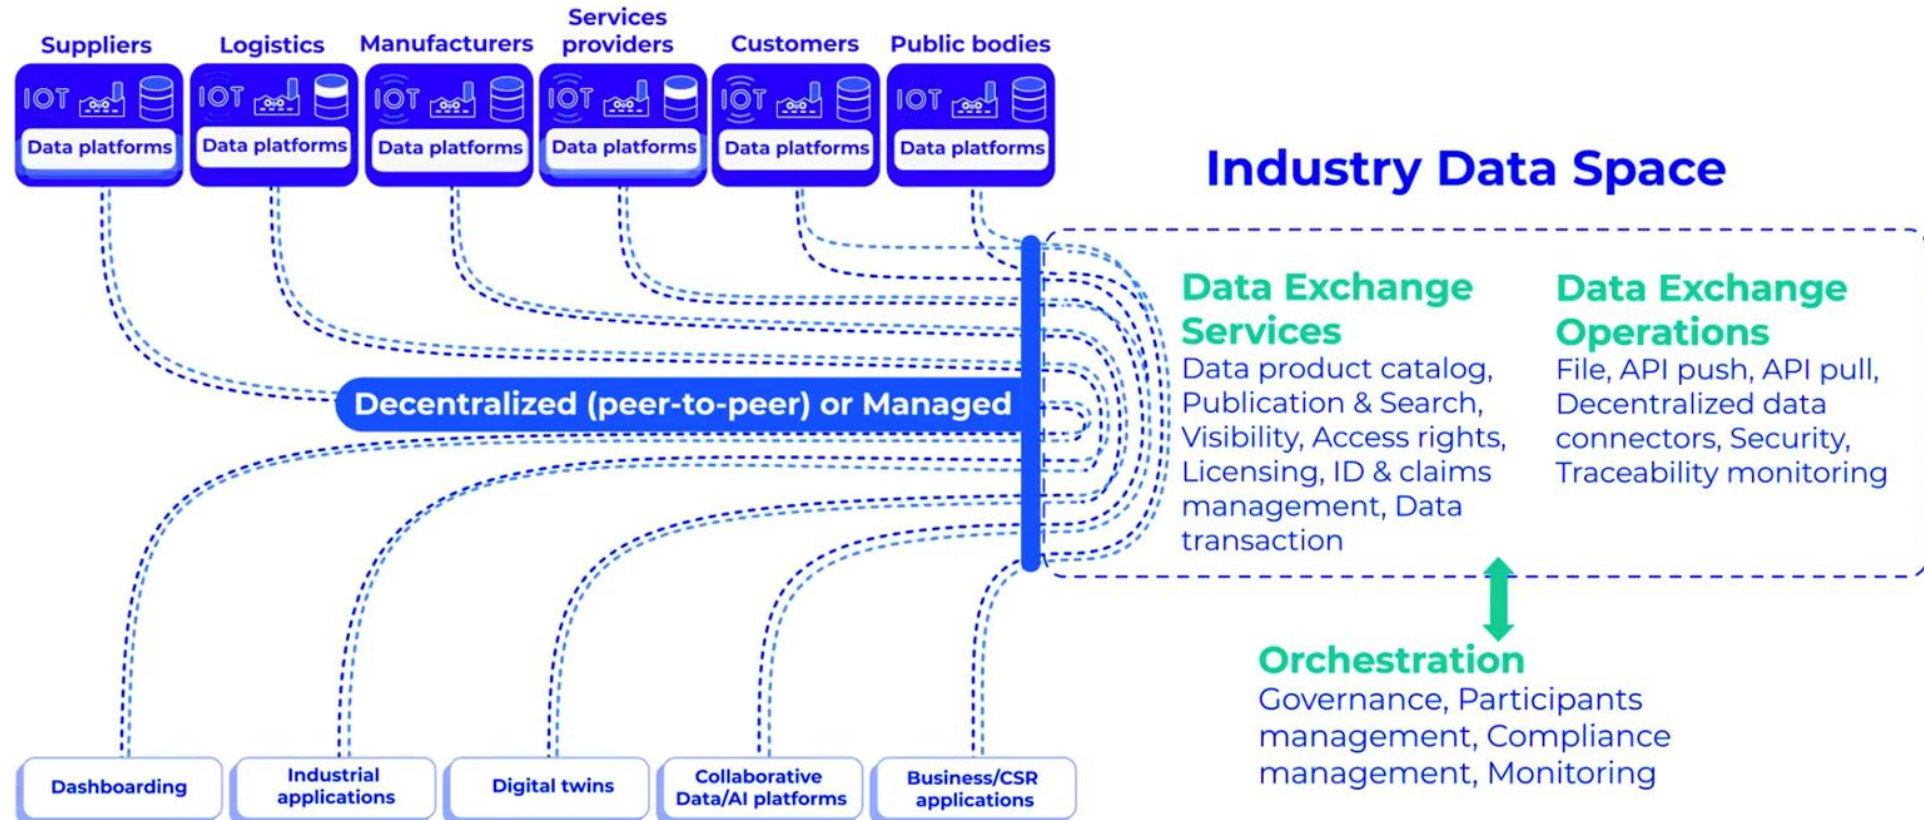 Suppliers
Logistics
Manufacturers
Services
providers
Customers
Public bodies
IOT
IOT
IOT
IOT
IOT
IOT
Data platforms
Data platforms
Data platforms
Data platforms
Data platforms
Data platforms
Industry Data Space
Decentralized (peer-to-peer) or Managed
Data Exchange
Services
Data product catalog,
Publication & Search,
Visibility, Access rights,
Licensing, ID & claims
management, Data
transaction
Data Exchange
Operations
File, API push, API pull,
Decentralized data
connectors, Security,
Traceability monitoring
Orchestration
Governance, Participants
management, Compliance
management, Monitoring
Dashboarding
Industrial
applications
Digital twins
Collaborative
Data/AI platforms
Business/CSR
applications